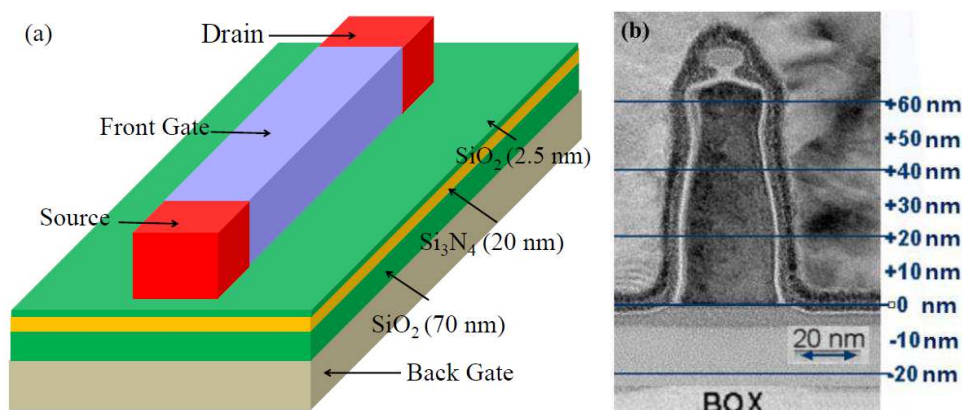 (a)
Drain
Front Gate
Source
SiO2 (2.5 nm)
Si3N4 (20 nm)
SiO2 (70 nm)
Back Gate
(b)
+60 nm
+50 nm
+40 nm
+30 nm
+20 nm
+10 nm
0 nm
-10 nm
-20 nm
20 nm
BOX